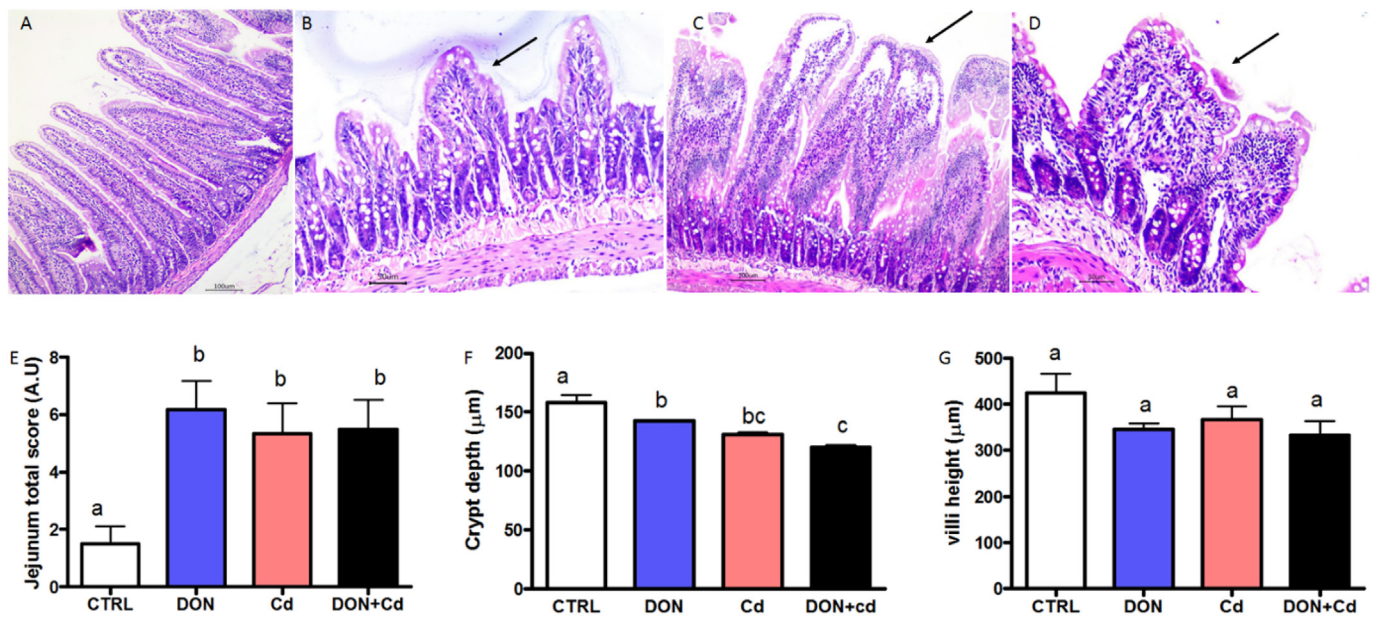 A
B
C
D
100um
50um
E
Jejunum total score (A.U)
8
6
4
2
0
a
b
b
b
CTRL
DON
Cd
DON+Cd
F
Crypt depth (µm)
200
150
100
50
0
a
b
bc
c
CTRL
DON
Cd
DON+cd
G
villi height (µm)
500
400
300
200
100
0
a
a
a
a
CTRL
DON
Cd
DON+Cd